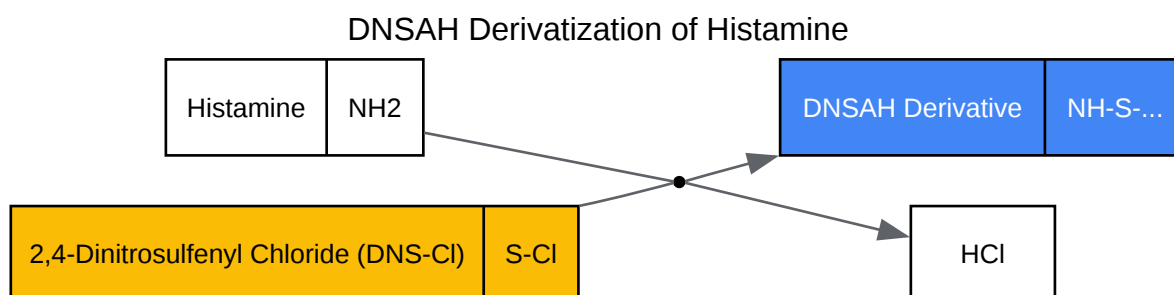 DNSAH Derivatization of Histamine
Histamine NH2 DNSAH Derivative NH-S-...
2,4-Dinitrosulfenyl Chloride (DNS-Cl) S-Cl HCl